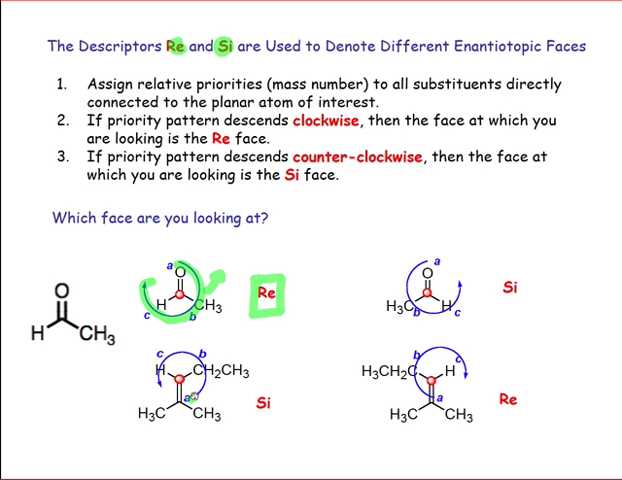 The Descriptors Re and Si are Used to Denote Different Enantiotopic Faces
1. Assign relative priorities (mass number) to all substituents directly
connected to the planar atom of interest.
2. If priority pattern descends clockwise, then the face at which you
are looking is the Re face.
3. If priority pattern descends counter-clockwise, then the face at
which you are looking is the Si face.
Which face are you looking at?
O
H CH3
a
O
H CH3
c b
Re
a
O
H3C H
b c
Si
c b
H CH2CH3
a
H3C CH3
Si
b c
H3CH2C H
a
H3C CH3
Re